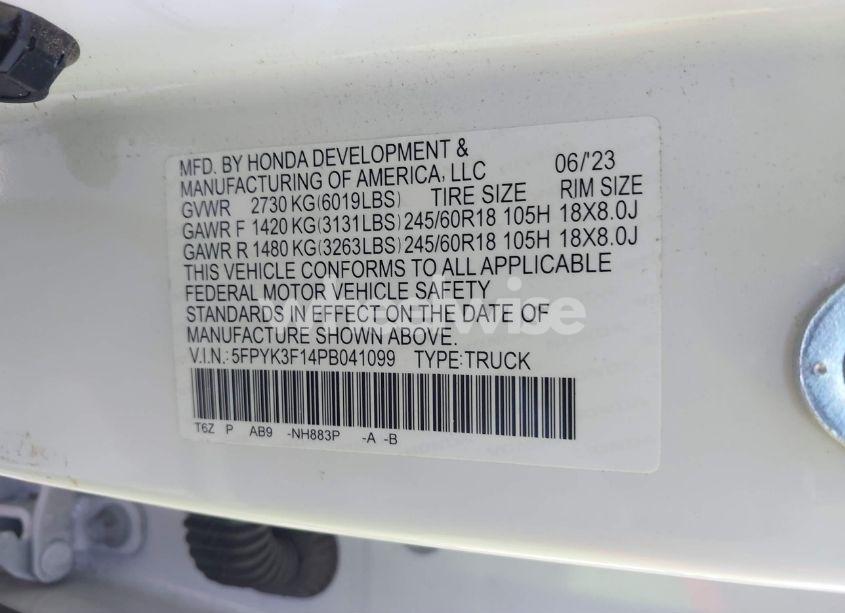 MFD. BY HONDA DEVELOPMENT & 06/'23
MANUFACTURING OF AMERICA, LLC
GVWR 2730 KG(6019LBS) TIRE SIZE RIM SIZE
GAWR F 1420 KG(3131LBS) 245/60R18 105H 18X8.0J
GAWR R 1480 KG(3263LBS) 245/60R18 105H 18X8.0J
THIS VEHICLE CONFORMS TO ALL APPLICABLE
FEDERAL MOTOR VEHICLE SAFETY
STANDARDS IN EFFECT ON THE DATE OF
MANUFACTURE SHOWN ABOVE.
V.I.N.: 5FPYK3F14PB041099 TYPE:TRUCK
T6Z P AB9 -NH883P -A -B
wheelwise